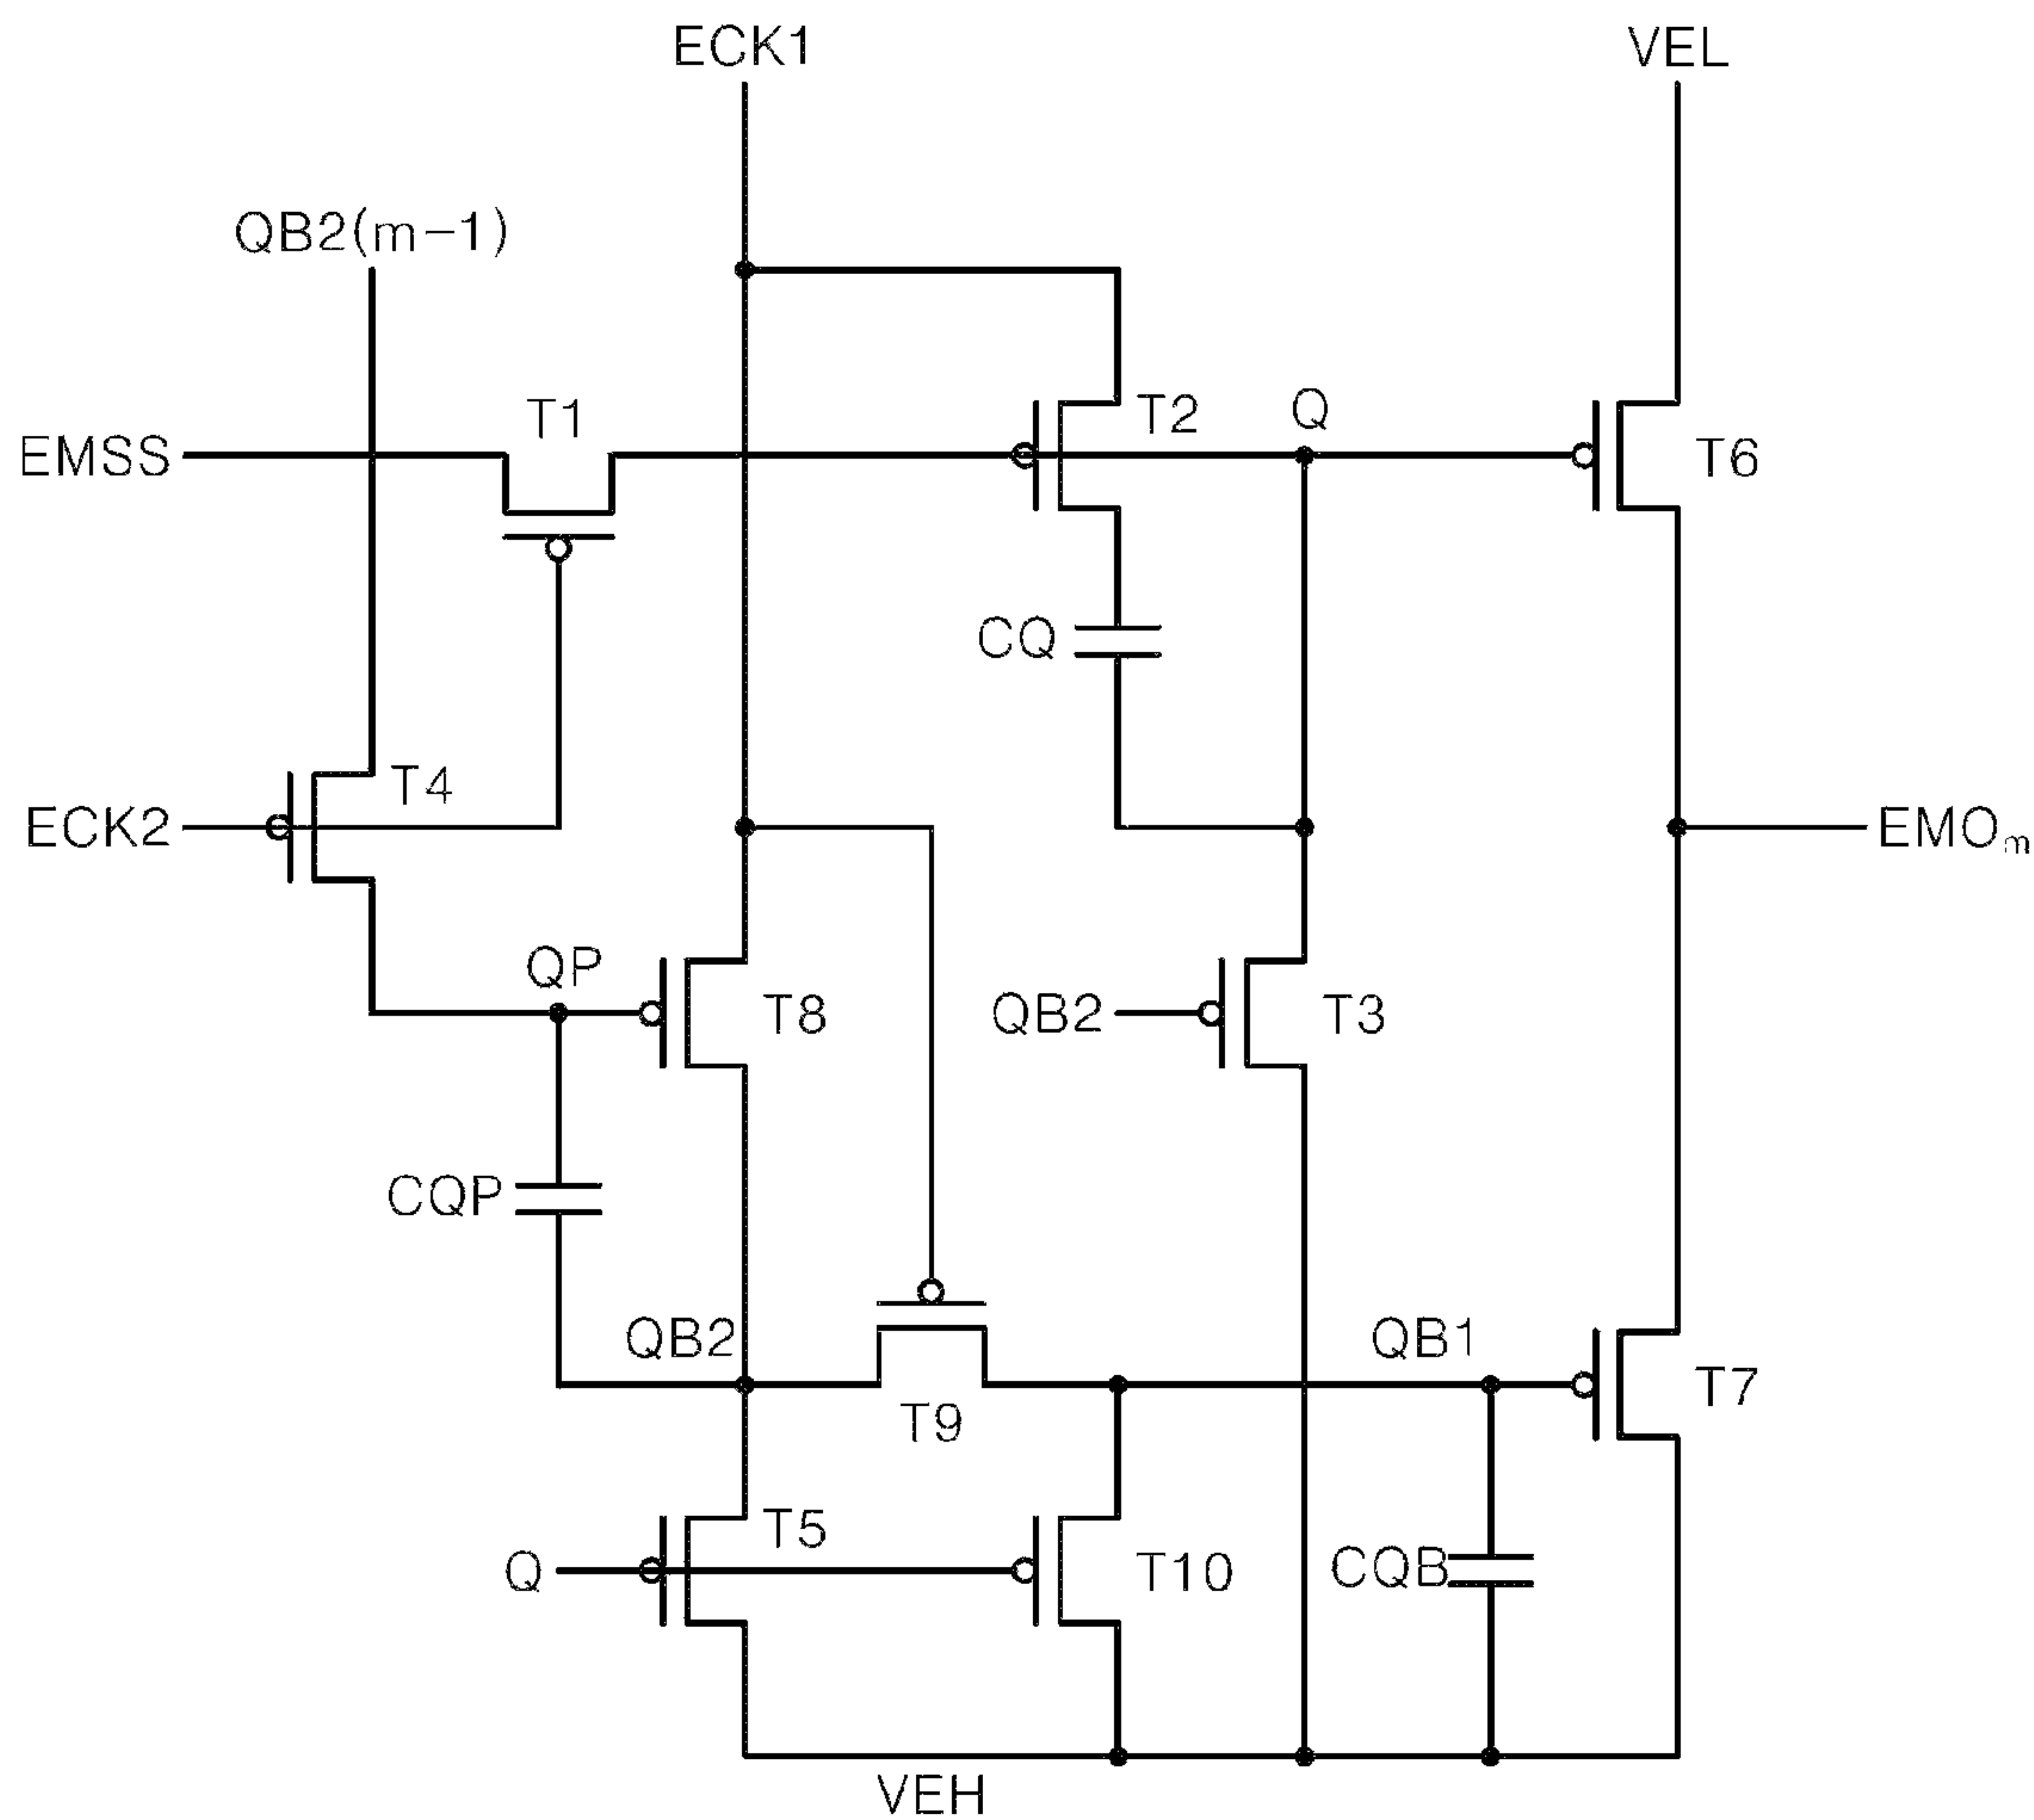 ECK1
VEL
QB2(m-1)
T1
T2
Q
EMSS
T6
CQ
T4
ECK2
EMOm
QP
T8
QB2
T3
CQP
QB2
QB1
T7
T9
T5
Q
T10
CQB
VEH